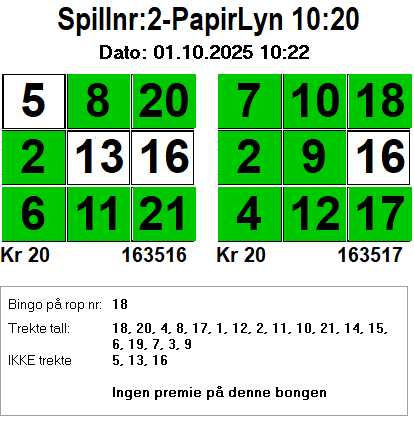 Spillnr:2-PapirLyn 10:20
Dato: 01.10.2025 10:22
5 8 20 7 10 18
2 13 16 2 9 16
6 11 21 4 12 17
Kr 20 163516 Kr 20 163517
Bingo på rop nr: 18
Trekte tall: 18, 20, 4, 8, 17, 1, 12, 2, 11, 10, 21, 14, 15,
6, 19, 7, 3, 9
IKKE trekte 5, 13, 16
Ingen premie på denne bongen